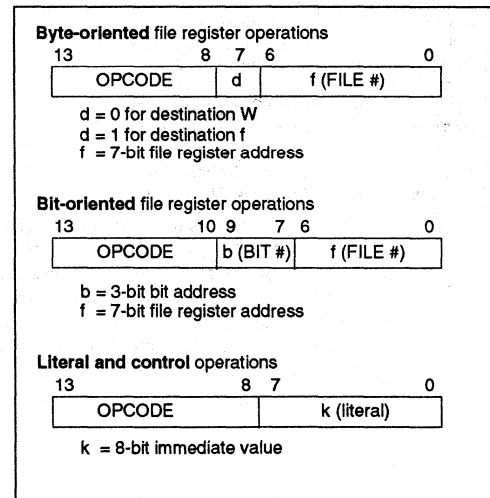 Byte-oriented file register operations
13 8 7 6 0
OPCODE d f (FILE #)
d = 0 for destination W
d = 1 for destination f
f = 7-bit file register address
Bit-oriented file register operations
13 10 9 7 6 0
OPCODE b (BIT #) f (FILE #)
b = 3-bit bit address
f = 7-bit file register address
Literal and control operations
13 8 7 0
OPCODE k (literal)
k = 8-bit immediate value